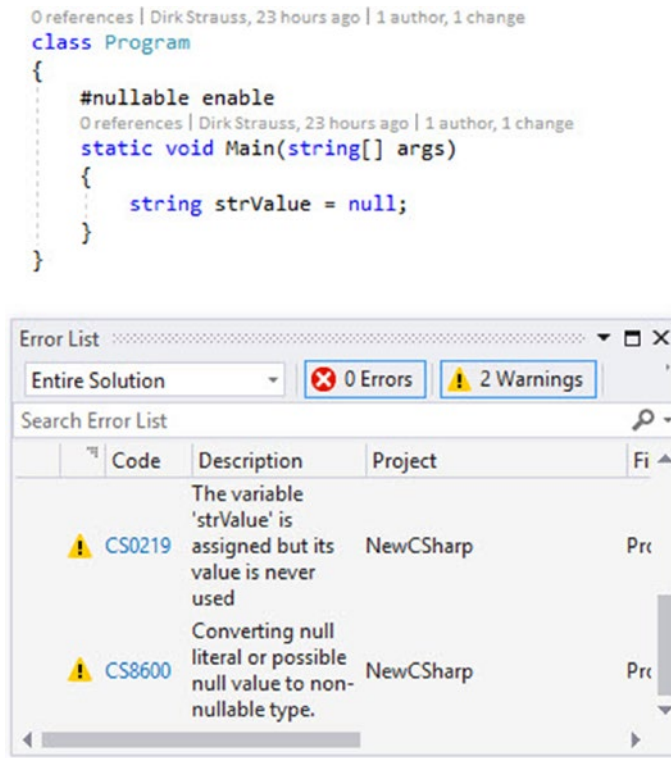 0 references | Dirk Strauss, 23 hours ago | 1 author, 1 change
class Program
{
#nullable enable
0 references | Dirk Strauss, 23 hours ago | 1 author, 1 change
static void Main(string[] args)
{
string strValue = null;
}
}
Error List
Entire Solution 0 Errors 2 Warnings
Search Error List
Code Description Project Fi
The variable
'strValue' is
CS0219 assigned but its NewCSharp Pro
value is never
used
Converting null
literal or possible
CS8600 null value to non- NewCSharp Pro
nullable type.